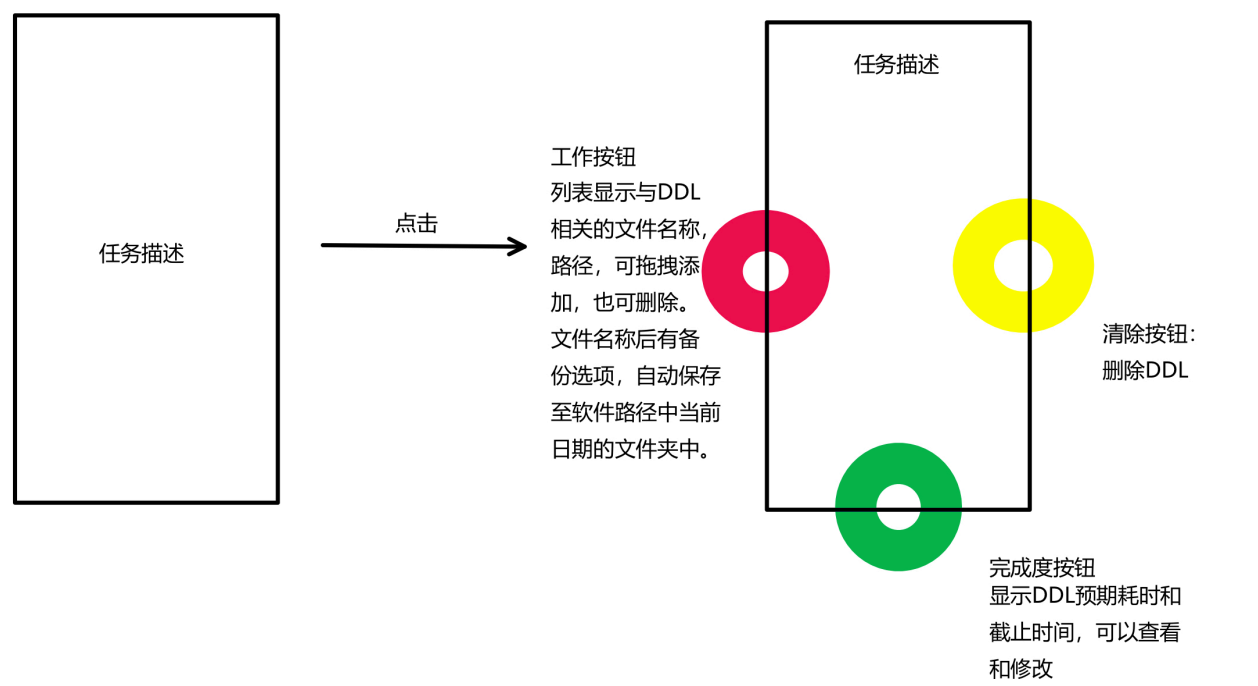 任务描述
点击
任务描述
工作按钮
列表显示与DDL
相关的文件名称，
路径，可拖拽添
加，也可删除。
文件名称后有备
份选项，自动保存
至软件路径中当前
日期的文件夹中。
清除按钮：
删除DDL
完成度按钮
显示DDL预期耗时和
截止时间，可以查看
和修改